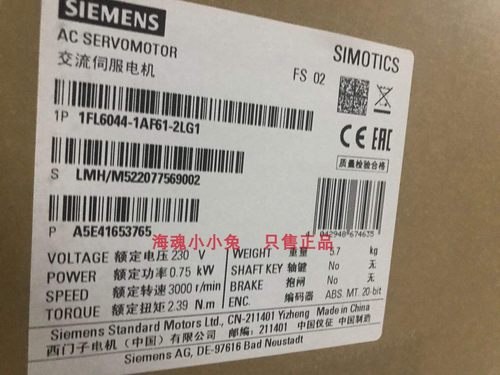 SIEMENS
AC SERVOMOTOR
交流伺服电机
SIMOTICS
FS 02
1P 1FL6044-1AF61-2LG1
CE EAC
质量检验合格
S LMH/M522077569002
P A5E41653765
4 042948 674635
海魂小小兔 只售正品
VOLTAGE 额定电压 230 V
POWER 额定功率 0.75 kW
SPEED 额定转速 3000 r/min
TORQUE 额定扭矩 2.39 N.m
WEIGHT 重量 5.7 kg
SHAFT KEY 轴键 No 无
BRAKE 抱闸 No 无
ENC. 编码器 ABS. MT. 20-bit
Siemens Standard Motors Ltd., CN-211401 Yizheng Made in China
西门子电机（中国）有限公司 邮编：211401 中国仪征 中国制造
Siemens AG, DE-97616 Bad Neustadt